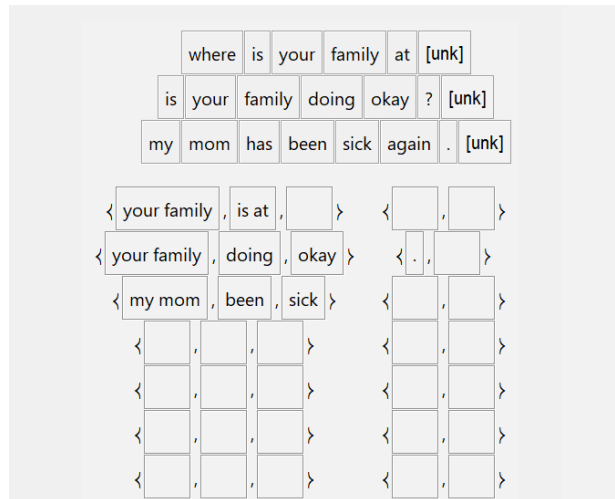 where is your family at [unk]
is your family doing okay ? [unk]
my mom has been sick again . [unk]
⟨ your family , is at , ⟩ ⟨ , ⟩
⟨ your family , doing , okay ⟩ ⟨ . , ⟩
⟨ my mom , been , sick ⟩ ⟨ , ⟩
⟨ , , ⟩ ⟨ , ⟩
⟨ , , ⟩ ⟨ , ⟩
⟨ , , ⟩ ⟨ , ⟩
⟨ , , ⟩ ⟨ , ⟩